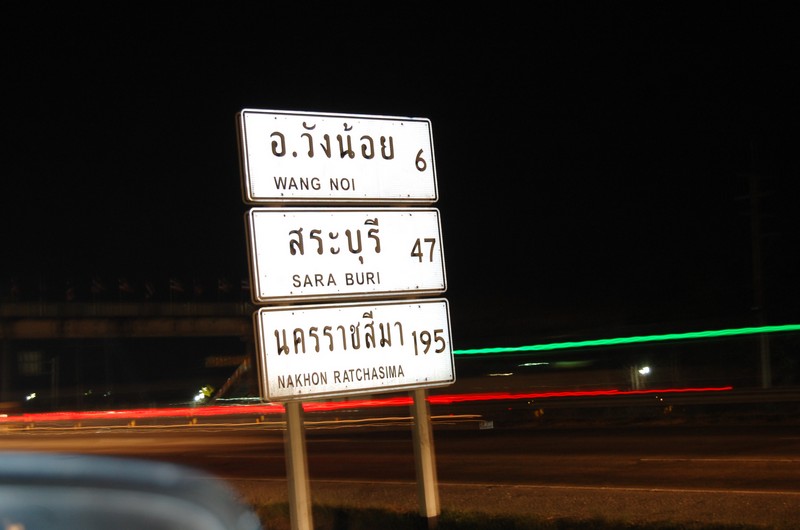 อ.วังน้อย 6
WANG NOI
สระบุรี 47
SARA BURI
นครราชสีมา 195
NAKHON RATCHASIMA